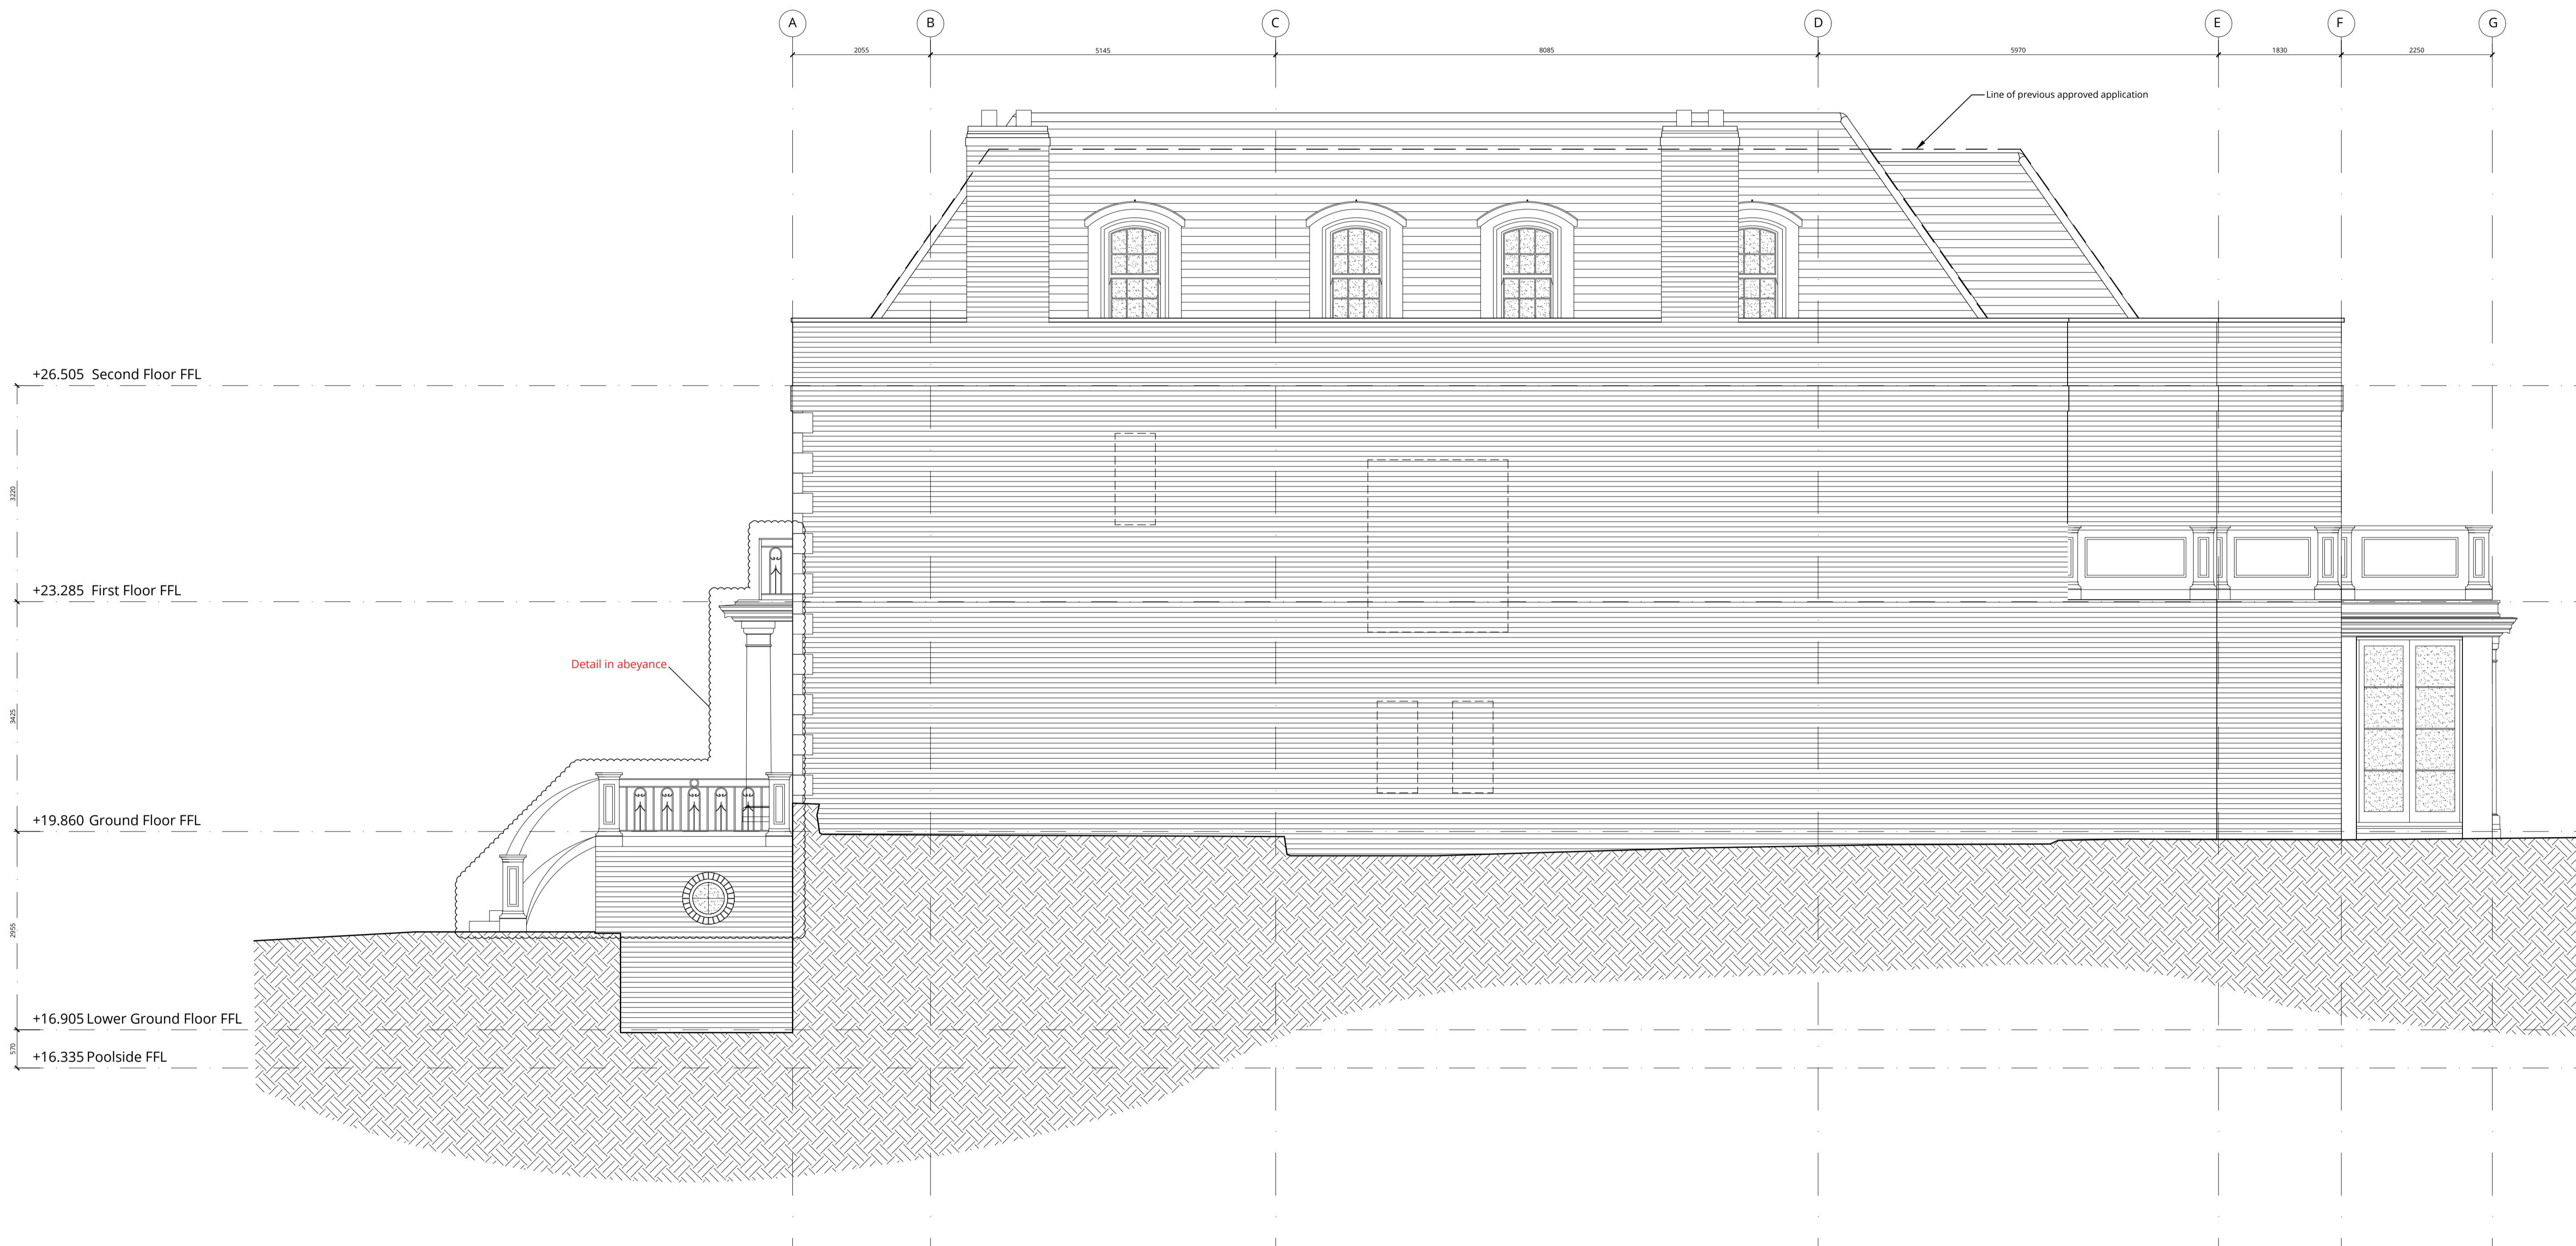 A B C D E F G
2055 5145 8085 5970 1830 2250
Line of previous approved application
+26.505 Second Floor FFL
3220
+23.285 First Floor FFL
Detail in abeyance
3425
+19.860 Ground Floor FFL
2955
+16.905 Lower Ground Floor FFL
570
+16.335 Poolside FFL